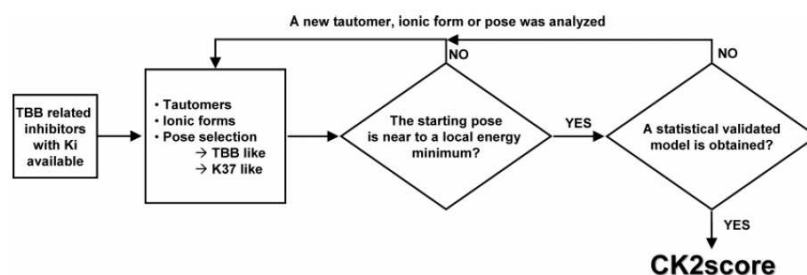 A new tautomer, ionic form or pose was analyzed
NO
NO
TBB related
inhibitors
with Ki
available
• Tautomers
• Ionic forms
• Pose selection
→ TBB like
→ K37 like
The starting pose
is near to a local energy
minimum?
YES
A statistical validated
model is obtained?
YES
CK2score